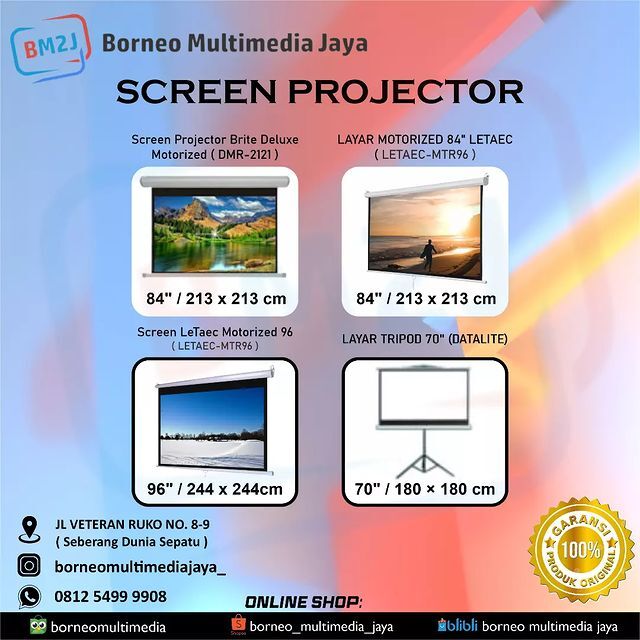 BM2J Borneo Multimedia Jaya
SCREEN PROJECTOR
Screen Projector Brite Deluxe
Motorized ( DMR-2121 )
84" / 213 x 213 cm
LAYAR MOTORIZED 84" LETAEC
( LETAEC-MTR96 )
84" / 213 x 213 cm
Screen LeTaec Motorized 96
( LETAEC-MTR96 )
96" / 244 x 244cm
LAYAR TRIPOD 70" (DATALITE)
70" / 180 × 180 cm
JL VETERAN RUKO NO. 8-9
( Seberang Dunia Sepatu )
borneomultimediajaya_
0812 5499 9908
GARANSI
100%
PRODUK ORIGINAL
ONLINE SHOP:
borneomultimedia
Shopee borneo_multimedia_jaya
blibli borneo multimedia jaya